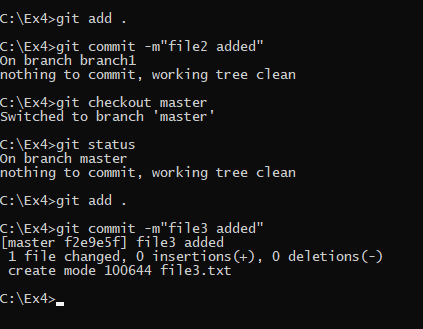 C:\Ex4>git add .
C:\Ex4>git commit -m"file2 added"
On branch branch1
nothing to commit, working tree clean
C:\Ex4>git checkout master
Switched to branch 'master'
C:\Ex4>git status
On branch master
nothing to commit, working tree clean
C:\Ex4>git add .
C:\Ex4>git commit -m"file3 added"
[master f2e9e5f] file3 added
 1 file changed, 0 insertions(+), 0 deletions(-)
 create mode 100644 file3.txt
C:\Ex4>